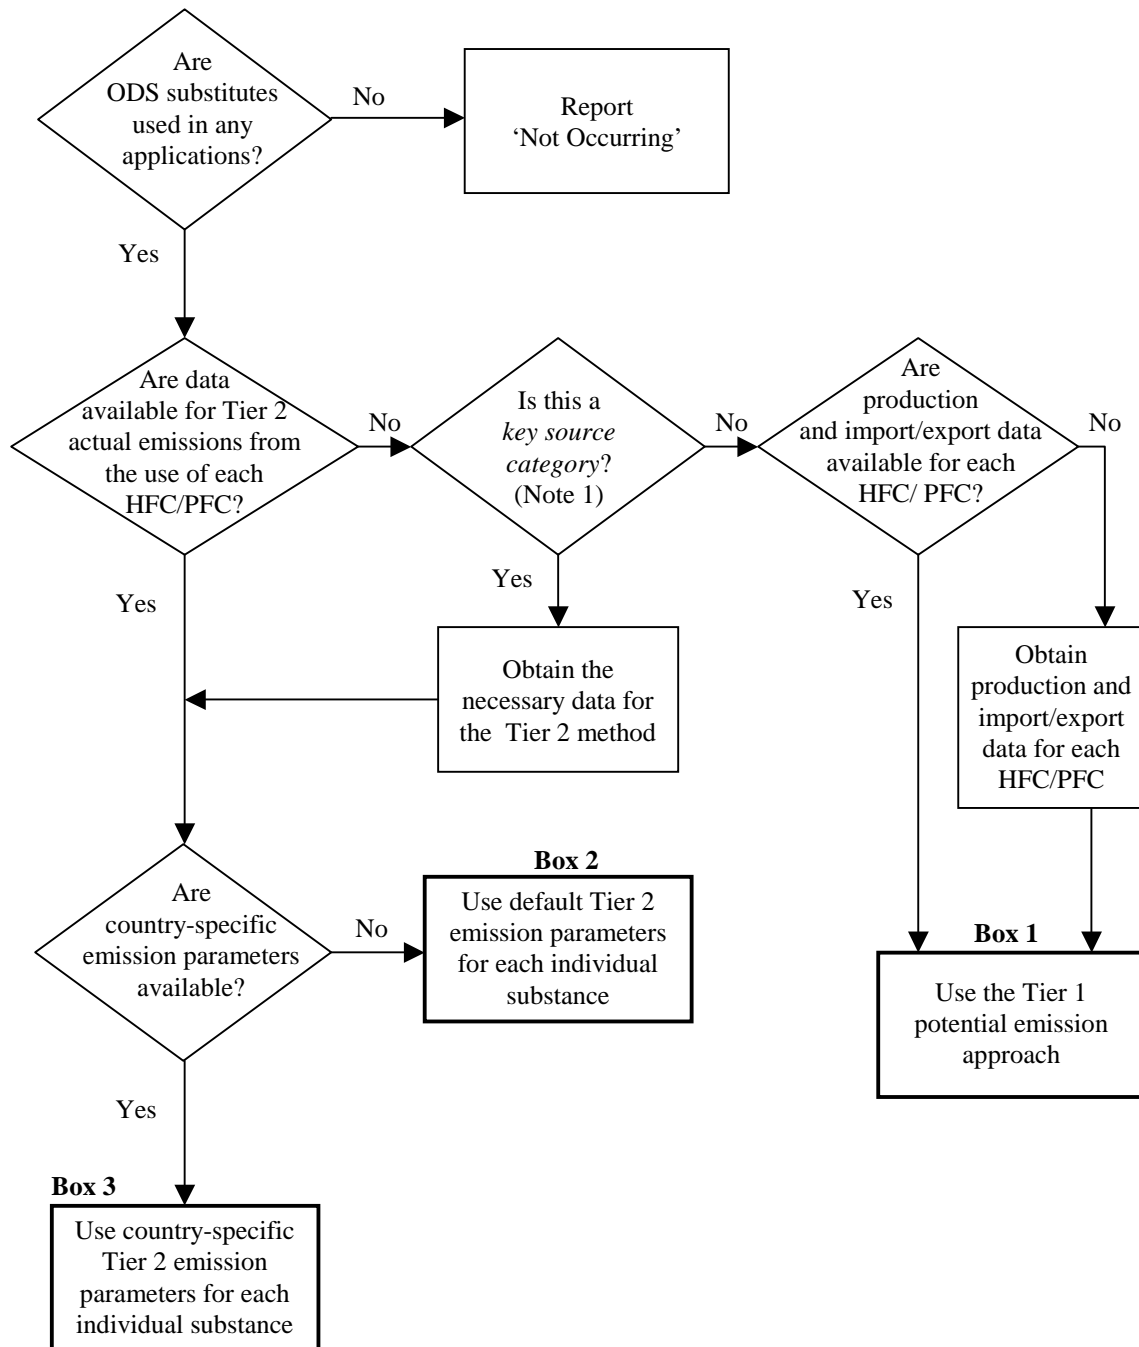 Are
ODS substitutes
used in any
applications?
No
Report
‘Not Occurring’
Yes
Are data
available for Tier 2
actual emissions from
the use of each
HFC/PFC?
No
Is this a
key source
category?
(Note 1)
No
Are
production
and import/export data
available for each
HFC/ PFC?
No
Yes
Yes
Yes
Obtain the
necessary data for
the Tier 2 method
Obtain
production and
import/export
data for each
HFC/PFC
Are
country-specific
emission parameters
available?
No
Box 2
Use default Tier 2
emission parameters
for each individual
substance
Box 1
Use the Tier 1
potential emission
approach
Yes
Box 3
Use country-specific
Tier 2 emission
parameters for each
individual substance